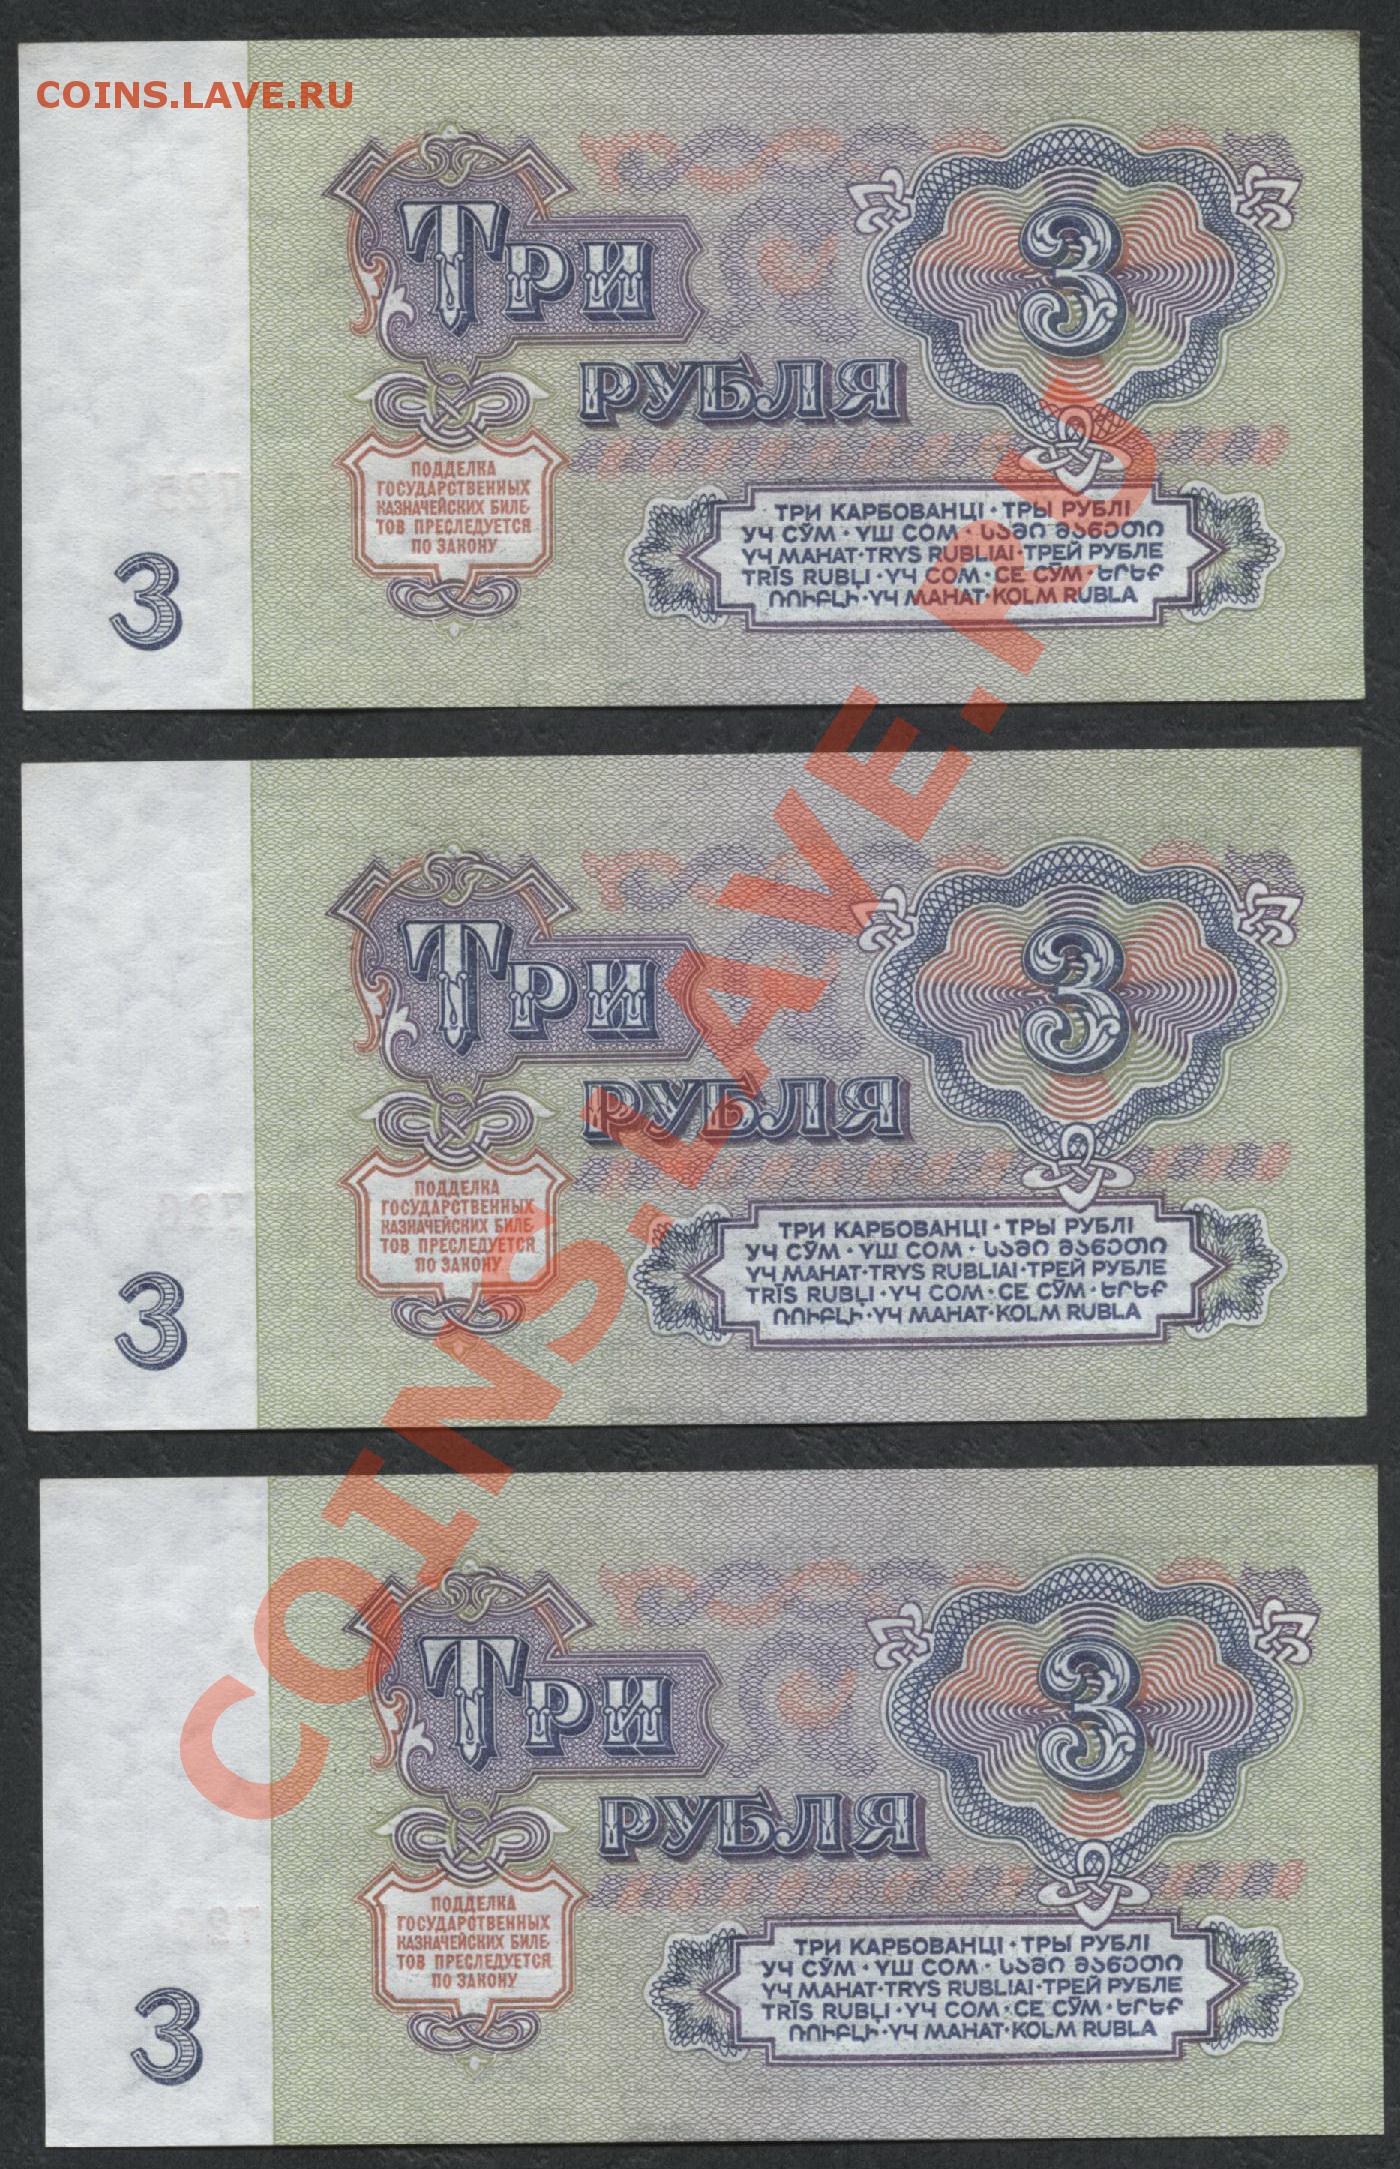 COINS.LAVE.RU
ТРИ
РУБЛЯ
3
ПОДДЕЛКА
ГОСУДАРСТВЕННЫХ
КАЗНАЧЕЙСКИХ БИЛЕ-
ТОВ ПРЕСЛЕДУЕТСЯ
ПО ЗАКОНУ
ТРИ КАРБОВАНЦІ · ТРЫ РУБЛІ
УЧ СЎМ · ҮШ СОМ · ᲡᲐᲛᲘ ᲛᲐᲜᲔᲗᲘ
ҮЧ МАНАТ · TRYS RUBLIAI · ТРЕЙ РУБЛЕ
TRĪS RUBĻI · ҮЧ СОМ · СЕ СӮМ · ԵՐԵՔ
ՌՈՒԲԼԻ · ҮЧ МАНАТ · KOLM RUBLA
3
ТРИ
РУБЛЯ
3
ПОДДЕЛКА
ГОСУДАРСТВЕННЫХ
КАЗНАЧЕЙСКИХ БИЛЕ-
ТОВ ПРЕСЛЕДУЕТСЯ
ПО ЗАКОНУ
ТРИ КАРБОВАНЦІ · ТРЫ РУБЛІ
УЧ СЎМ · ҮШ СОМ · ᲡᲐᲛᲘ ᲛᲐᲜᲔᲗᲘ
ҮЧ МАНАТ · TRYS RUBLIAI · ТРЕЙ РУБЛЕ
TRĪS RUBĻI · ҮЧ СОМ · СЕ СӮМ · ԵՐԵՔ
ՌՈՒԲԼԻ · ҮЧ МАНАТ · KOLM RUBLA
3
ТРИ
РУБЛЯ
3
ПОДДЕЛКА
ГОСУДАРСТВЕННЫХ
КАЗНАЧЕЙСКИХ БИЛЕ-
ТОВ ПРЕСЛЕДУЕТСЯ
ПО ЗАКОНУ
ТРИ КАРБОВАНЦІ · ТРЫ РУБЛІ
УЧ СЎМ · ҮШ СОМ · ᲡᲐᲛᲘ ᲛᲐᲜᲔᲗᲘ
ҮЧ МАНАТ · TRYS RUBLIAI · ТРЕЙ РУБЛЕ
TRĪS RUBĻI · ҮЧ СОМ · СЕ СӮМ · ԵՐԵՔ
ՌՈՒԲԼԻ · ҮЧ МАНАТ · KOLM RUBLA
3
COINS.LAVE.RU